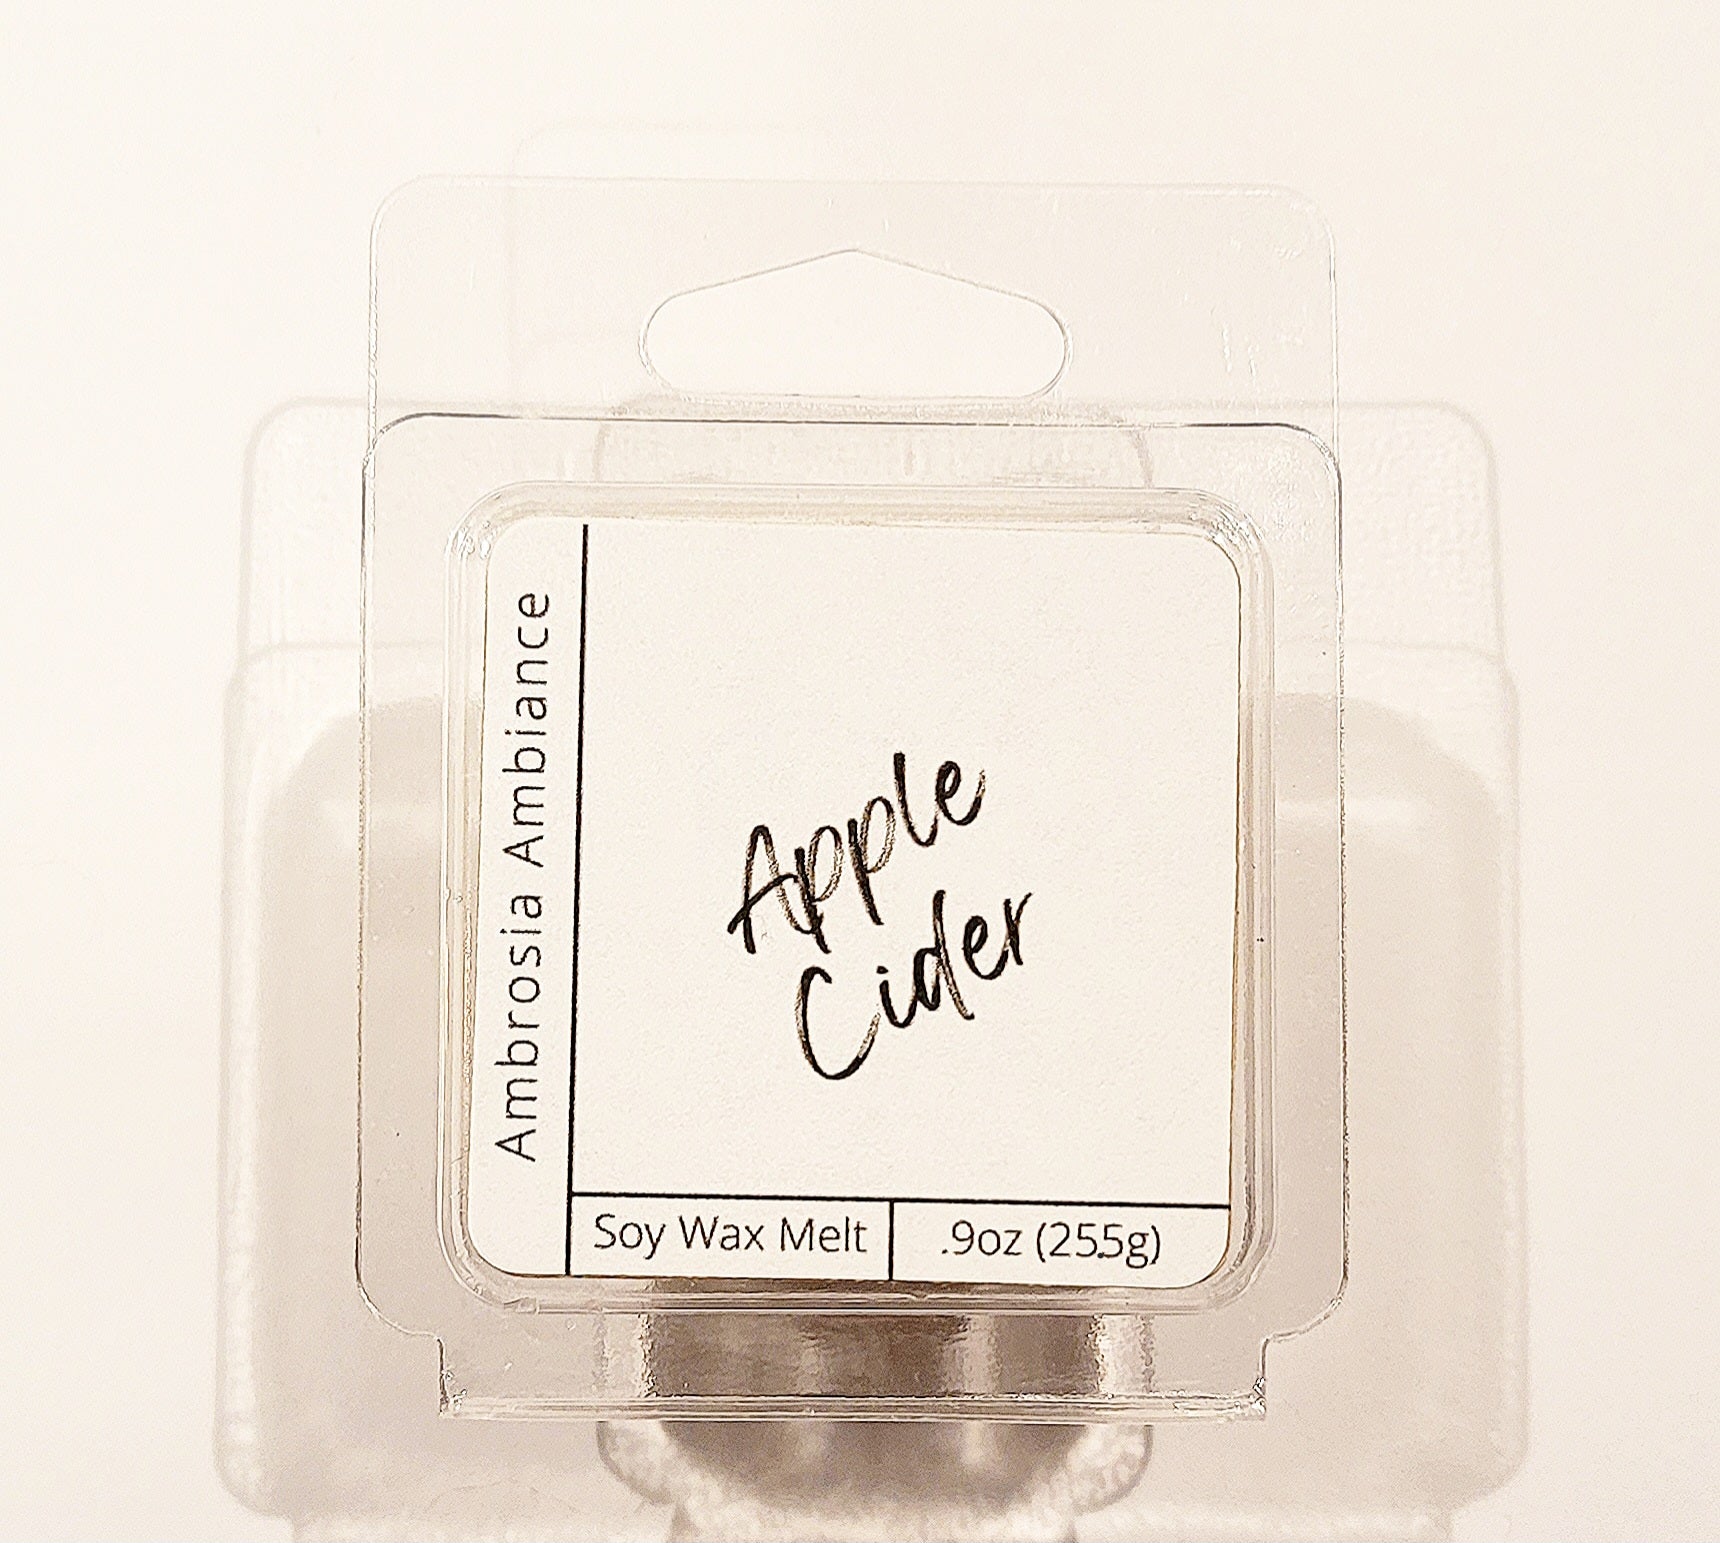 Ambrosia Ambiance
Apple
Cider
Soy Wax Melt
.9oz (25.5g)